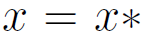 x = x*